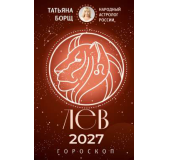 ТАТЬЯНА
БОРЩ
НАРОДНЫЙ
АСТРОЛОГ
РОССИИ,
ЛЕВ
2027
ГОРОСКОП